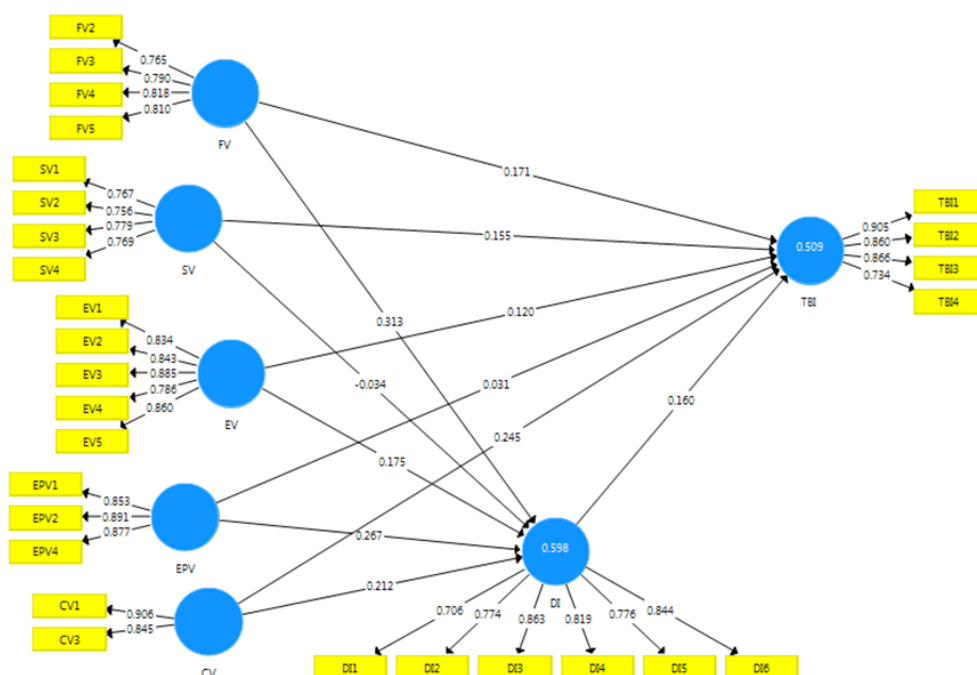 FV2
FV3
FV4
FV5
0.765
0.790
0.818
0.810
FV
SV1
SV2
SV3
SV4
0.767
0.756
0.779
0.769
SV
EV1
EV2
EV3
EV4
EV5
0.834
0.843
0.885
0.786
0.860
EV
EPV1
EPV2
EPV4
0.853
0.891
0.877
EPV
CV1
CV3
0.906
0.845
CV
0.171
0.155
0.313
0.120
-0.034
0.031
0.245
0.175
0.160
0.267
0.212
0.509
TBI
0.905
0.860
0.866
0.734
TBI1
TBI2
TBI3
TBI4
0.598
DI
0.706
0.774
0.863
0.819
0.776
0.844
DI1
DI2
DI3
DI4
DI5
DI6